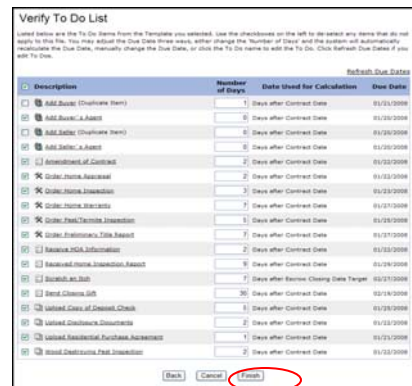 Verify To Do List
Listed below are the To Do Items from the Template you selected. Use the checkboxes on the left to de-select any items that do not
apply to this file. You may adjust the Due Date three ways, either change the 'Number of Days' and the system will automatically
recalculate the Due Date, manually change the Due Date, or click the To Do name to edit the To Do. Click Refresh Due Dates if you
edit To Dos.
Refresh Due Dates
Description Number of Days Date Used for Calculation Due Date
Add Buyer (Duplicate Item) 1 Days after Contract Date 01/21/2008
Add Buyer's Agent 0 Days after Contract Date 01/20/2008
Add Seller (Duplicate Item) 0 Days after Contract Date 01/20/2008
Add Seller's Agent 0 Days after Contract Date 01/20/2008
Amendment of Contract 2 Days after Contract Date 01/22/2008
Order Home Appraisal 2 Days after Contract Date 01/22/2008
Order Home Inspection 3 Days after Contract Date 01/23/2008
Order Home Warranty 7 Days after Contract Date 01/27/2008
Order Pest/Termite Inspection 5 Days after Contract Date 01/25/2008
Order Preliminary Title Report 7 Days after Contract Date 01/27/2008
Receive HOA Information 2 Days after Contract Date 01/22/2008
Received Home Inspection Report 9 Days after Contract Date 01/29/2008
Scratch an Itch 7 Days after Escrow Closing Date Target 02/27/2008
Send Closing Gift 30 Days after Contract Date 02/19/2008
Upload Copy of Deposit Check 5 Days after Contract Date 01/25/2008
Upload Disclosure Documents 2 Days after Contract Date 01/22/2008
Upload Residential Purchase Agreement 1 Days after Contract Date 01/21/2008
Wood Destroying Pest Inspection 2 Days after Contract Date 01/22/2008
Back Cancel Finish